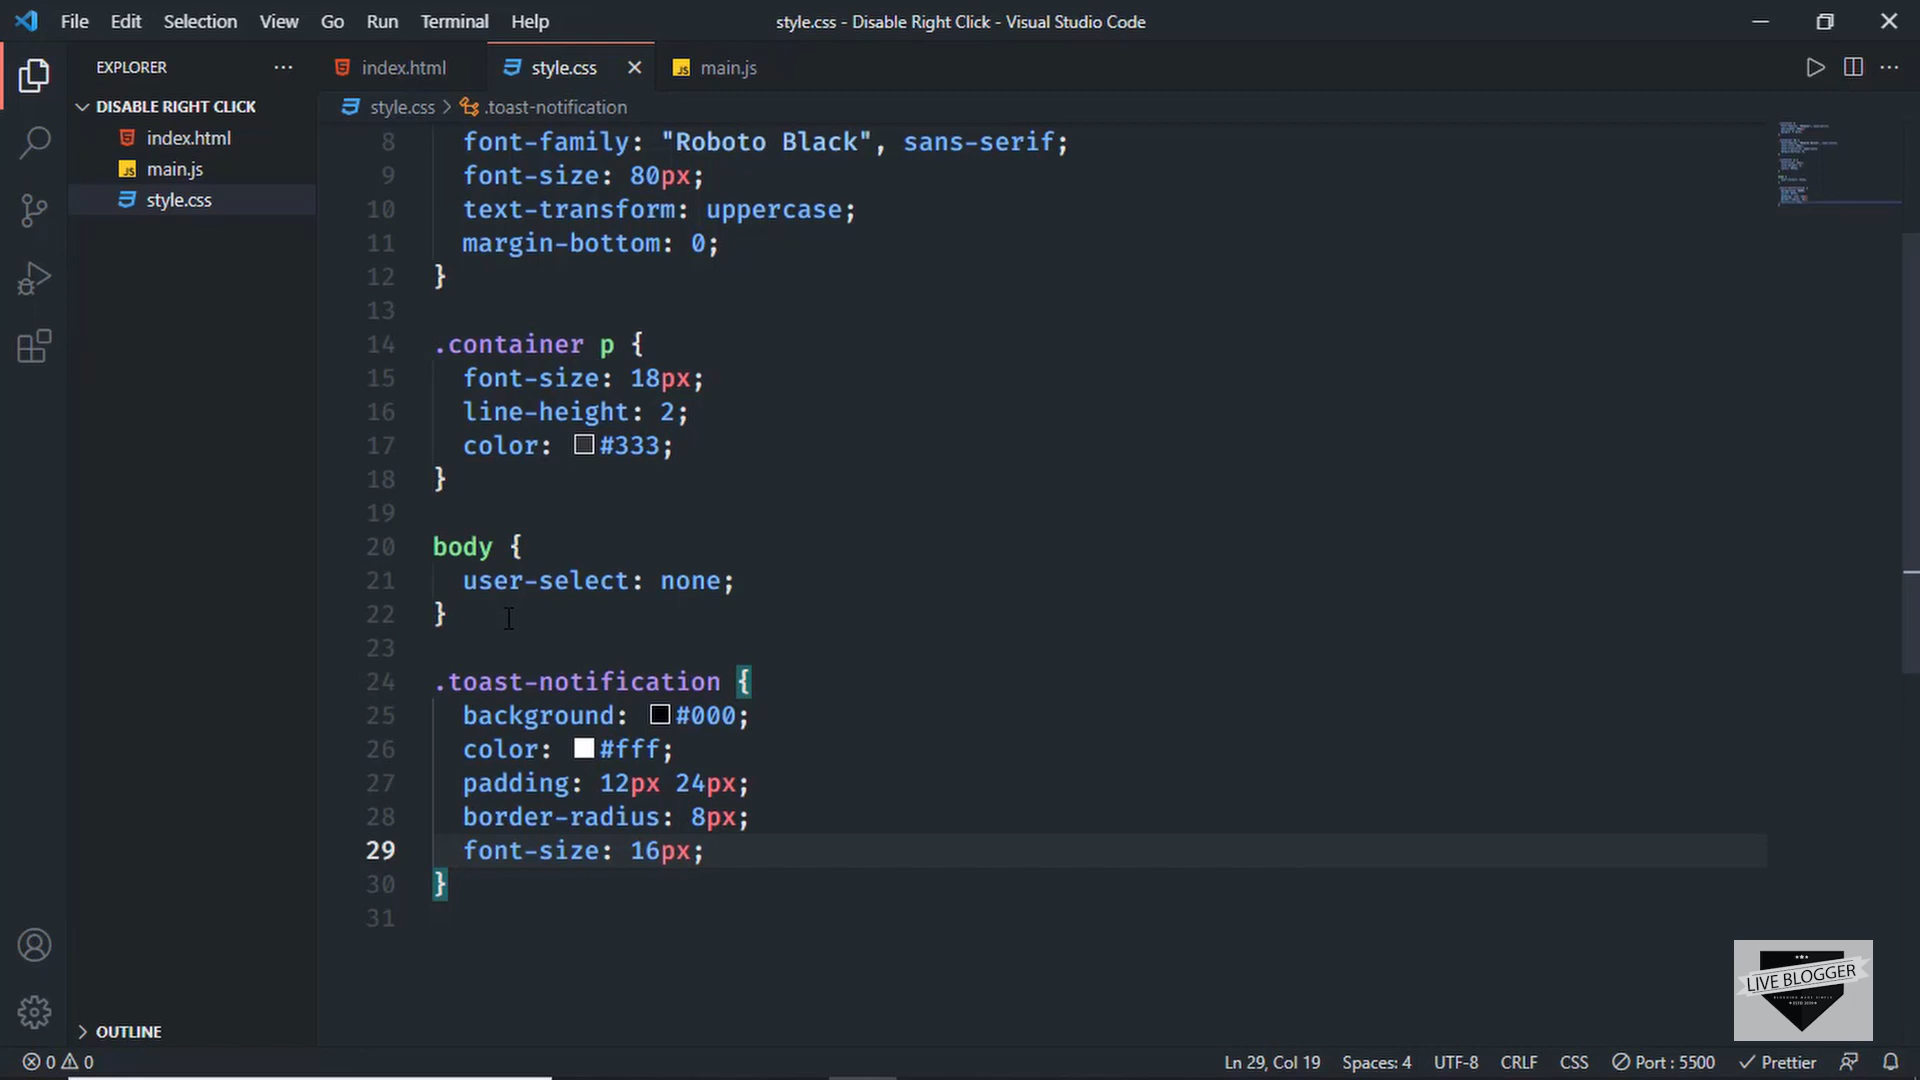 File Edit Selection View Go Run Terminal Help style.css - Disable Right Click - Visual Studio Code
EXPLORER ... index.html style.css main.js
DISABLE RIGHT CLICK style.css > .toast-notification
index.html
main.js
style.css
8 font-family: "Roboto Black", sans-serif;
9 font-size: 80px;
10 text-transform: uppercase;
11 margin-bottom: 0;
12 }
13
14 .container p {
15 font-size: 18px;
16 line-height: 2;
17 color: #333;
18 }
19
20 body {
21 user-select: none;
22 }
23
24 .toast-notification {
25 background: #000;
26 color: #fff;
27 padding: 12px 24px;
28 border-radius: 8px;
29 font-size: 16px;
30 }
31
LIVE BLOGGER
OUTLINE
0 0 Ln 29, Col 19 Spaces: 4 UTF-8 CRLF CSS Port : 5500 Prettier